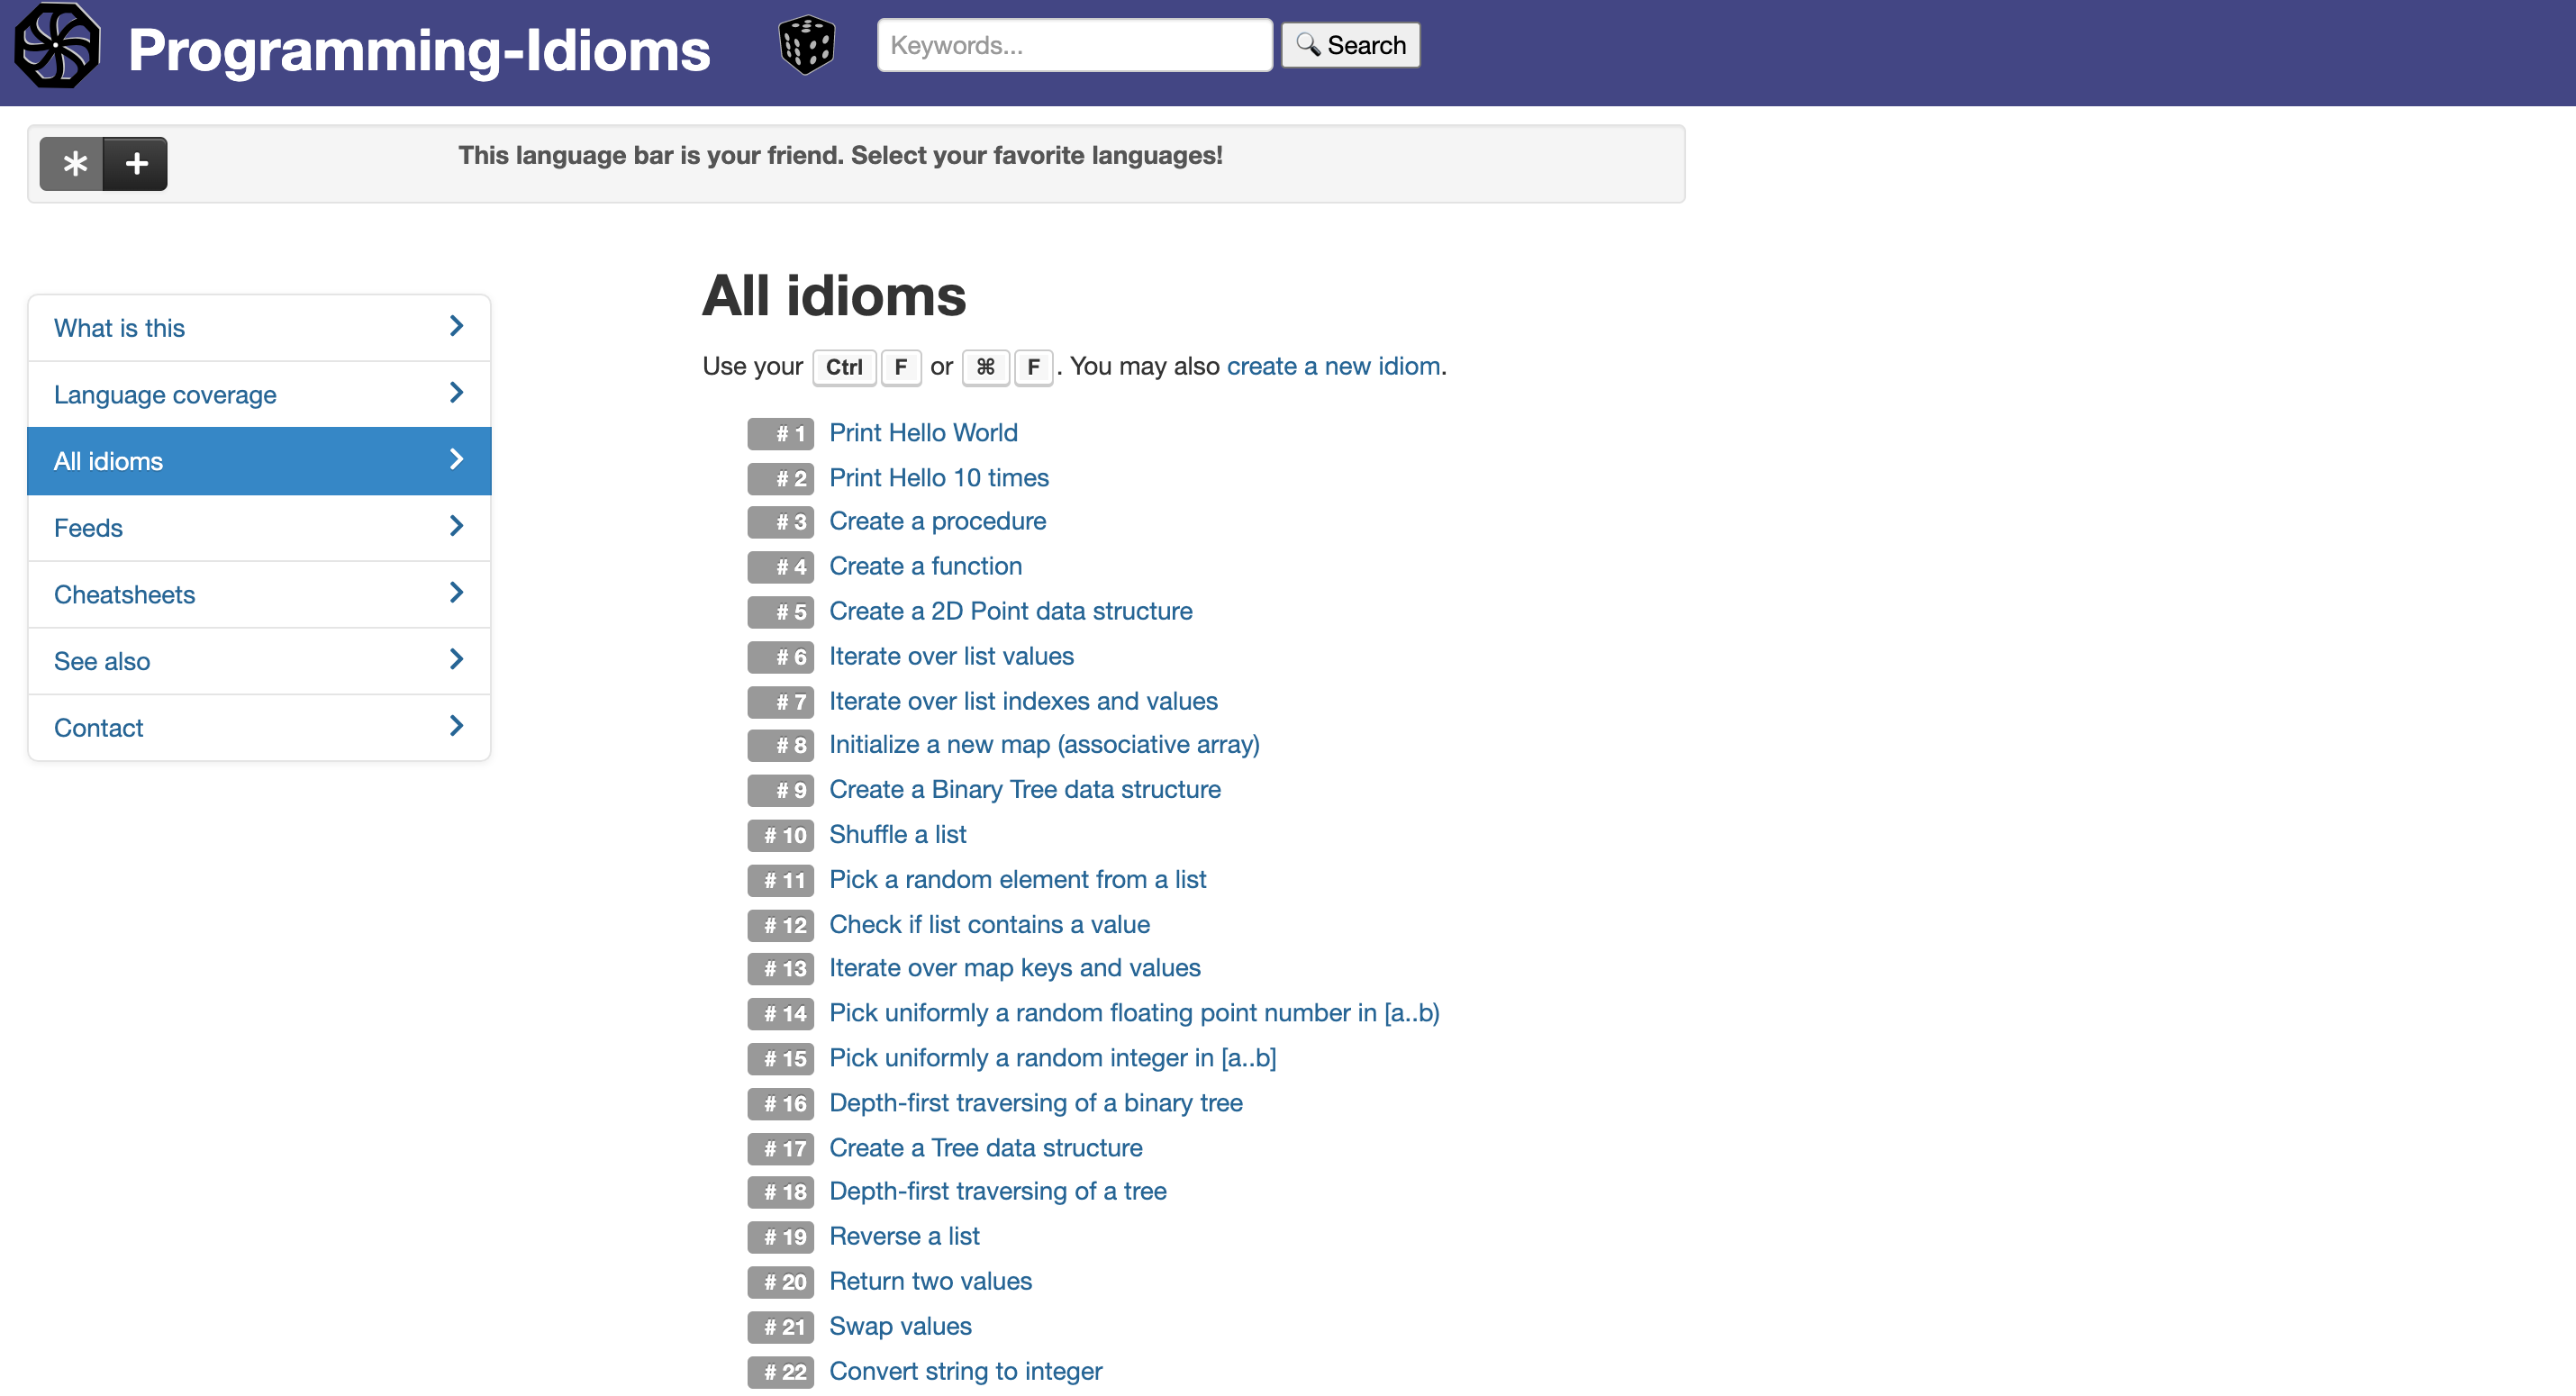 Programming-Idioms
Keywords...
Search
* +
This language bar is your friend. Select your favorite languages!
What is this
Language coverage
All idioms
Feeds
Cheatsheets
See also
Contact
All idioms
Use your Ctrl F or ⌘ F . You may also create a new idiom.
# 1 Print Hello World
# 2 Print Hello 10 times
# 3 Create a procedure
# 4 Create a function
# 5 Create a 2D Point data structure
# 6 Iterate over list values
# 7 Iterate over list indexes and values
# 8 Initialize a new map (associative array)
# 9 Create a Binary Tree data structure
# 10 Shuffle a list
# 11 Pick a random element from a list
# 12 Check if list contains a value
# 13 Iterate over map keys and values
# 14 Pick uniformly a random floating point number in [a..b)
# 15 Pick uniformly a random integer in [a..b]
# 16 Depth-first traversing of a binary tree
# 17 Create a Tree data structure
# 18 Depth-first traversing of a tree
# 19 Reverse a list
# 20 Return two values
# 21 Swap values
# 22 Convert string to integer